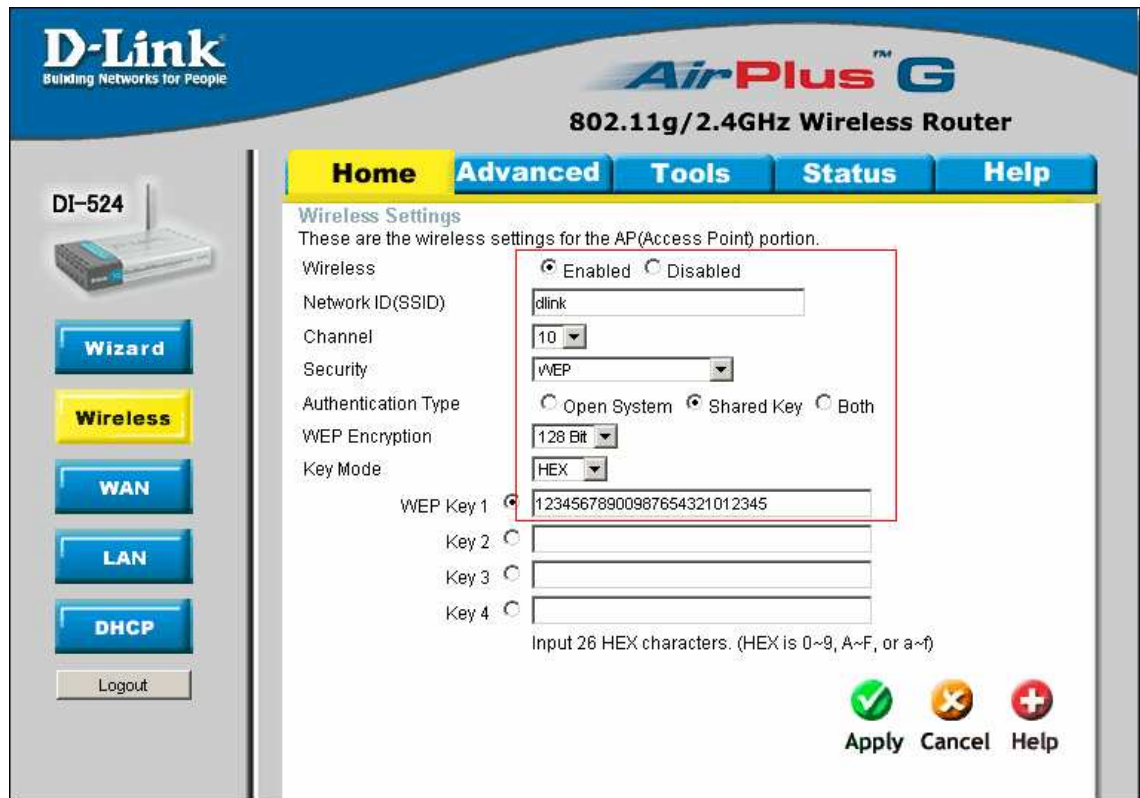 D-Link
Building Networks for People
AirPlus™ G
802.11g/2.4GHz Wireless Router
DI-524
Home Advanced Tools Status Help
Wizard
Wireless
WAN
LAN
DHCP
Logout
Wireless Settings
These are the wireless settings for the AP(Access Point) portion.
Wireless Enabled Disabled
Network ID(SSID) dlink
Channel 10
Security WEP
Authentication Type Open System Shared Key Both
WEP Encryption 128 Bit
Key Mode HEX
WEP Key 1 12345678900987654321012345
Key 2
Key 3
Key 4
Input 26 HEX characters. (HEX is 0~9, A~F, or a~f)
Apply Cancel Help